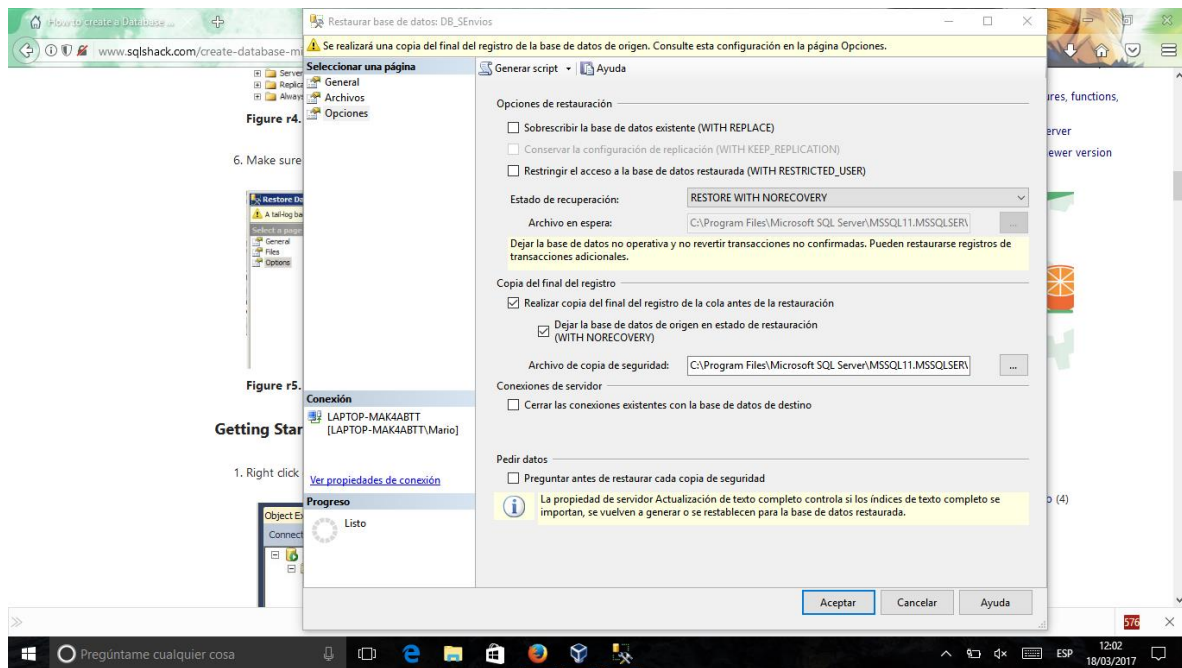 How to create a Database ...
Restaurar base de datos: DB_SEnvios
www.sqlshack.com/create-database-mi
Se realizará una copia del final del registro de la base de datos de origen. Consulte esta configuración en la página Opciones.
Seleccionar una página
General
Archivos
Opciones
Generar script
Ayuda
Opciones de restauración
Sobrescribir la base de datos existente (WITH REPLACE)
Conservar la configuración de replicación (WITH KEEP_REPLICATION)
Restringir el acceso a la base de datos restaurada (WITH RESTRICTED_USER)
Estado de recuperación:
RESTORE WITH NORECOVERY
Archivo en espera:
C:\Program Files\Microsoft SQL Server\MSSQL11.MSSQLSER\
...
Dejar la base de datos no operativa y no revertir transacciones no confirmadas. Pueden restaurarse registros de
transacciones adicionales.
Copia del final del registro
Realizar copia del final del registro de la cola antes de la restauración
Dejar la base de datos de origen en estado de restauración
(WITH NORECOVERY)
Archivo de copia de seguridad:
C:\Program Files\Microsoft SQL Server\MSSQL11.MSSQLSER\
...
Conexiones de servidor
Cerrar las conexiones existentes con la base de datos de destino
Pedir datos
Preguntar antes de restaurar cada copia de seguridad
La propiedad de servidor Actualización de texto completo controla si los índices de texto completo se
importan, se vuelven a generar o se restablecen para la base de datos restaurada.
Conexión
LAPTOP-MAK4ABTT
[LAPTOP-MAK4ABTT\Mario]
Ver propiedades de conexión
Progreso
Listo
Aceptar
Cancelar
Ayuda
Server
Replica
Always
Figure r4.
6. Make sure
Restore Da
A tail-log ba
Select a page
General
Files
Options
Figure r5.
Getting Star
1. Right click
Object Ex
Connect
ures, functions,
erver
ewer version
(4)
576
Pregúntame cualquier cosa
ESP
12:02
18/03/2017